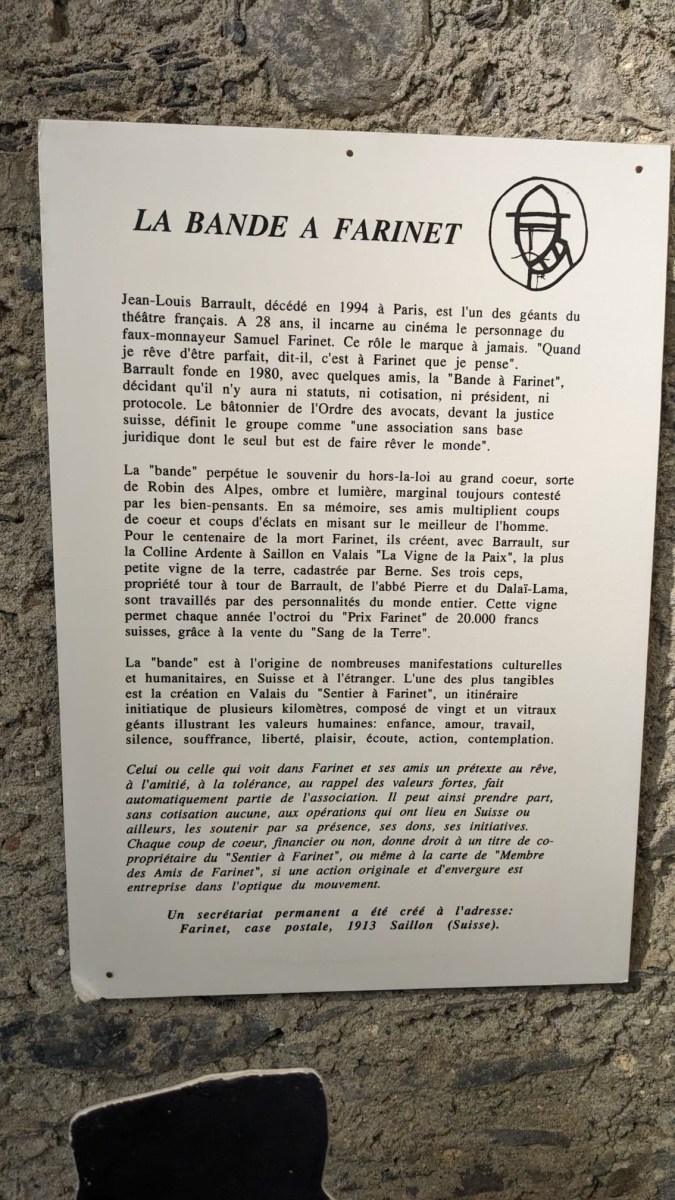 LA BANDE A FARINET
Jean-Louis Barrault, décédé en 1994 à Paris, est l'un des géants du
théâtre français. A 28 ans, il incarne au cinéma le personnage du
faux-monnayeur Samuel Farinet. Ce rôle le marque à jamais. "Quand
je rêve d'être parfait, dit-il, c'est à Farinet que je pense".
Barrault fonde en 1980, avec quelques amis, la "Bande à Farinet",
décidant qu'il n'y aura ni statuts, ni cotisation, ni président, ni
protocole. Le bâtonnier de l'Ordre des avocats, devant la justice
suisse, définit le groupe comme "une association sans base
juridique dont le seul but est de faire rêver le monde".
La "bande" perpétue le souvenir du hors-la-loi au grand coeur, sorte
de Robin des Alpes, ombre et lumière, marginal toujours contesté
par les bien-pensants. En sa mémoire, ses amis multiplient coups
de coeur et coups d'éclats en misant sur le meilleur de l'homme.
Pour le centenaire de la mort Farinet, ils créent, avec Barrault, sur
la Colline Ardente à Saillon en Valais "La Vigne de la Paix", la plus
petite vigne de la terre, cadastrée par Berne. Ses trois ceps,
propriété tour à tour de Barrault, de l'abbé Pierre et du Dalaï-Lama,
sont travaillés par des personnalités du monde entier. Cette vigne
permet chaque année l'octroi du "Prix Farinet" de 20.000 francs
suisses, grâce à la vente du "Sang de la Terre".
La "bande" est à l'origine de nombreuses manifestations culturelles
et humanitaires, en Suisse et à l'étranger. L'une des plus tangibles
est la création en Valais du "Sentier à Farinet", un itinéraire
initiatique de plusieurs kilomètres, composé de vingt et un vitraux
géants illustrant les valeurs humaines: enfance, amour, travail,
silence, souffrance, liberté, plaisir, écoute, action, contemplation.
Celui ou celle qui voit dans Farinet et ses amis un prétexte au rêve,
à l'amitié, à la tolérance, au rappel des valeurs fortes, fait
automatiquement partie de l'association. Il peut ainsi prendre part,
sans cotisation aucune, aux opérations qui ont lieu en Suisse ou
ailleurs, les soutenir par sa présence, ses dons, ses initiatives.
Chaque coup de coeur, financier ou non, donne droit à un titre de co-
propriétaire du "Sentier à Farinet", ou même à la carte de "Membre
des Amis de Farinet", si une action originale et d'envergure est
entreprise dans l'optique du mouvement.
Un secrétariat permanent a été créé à l'adresse:
Farinet, case postale, 1913 Saillon (Suisse).